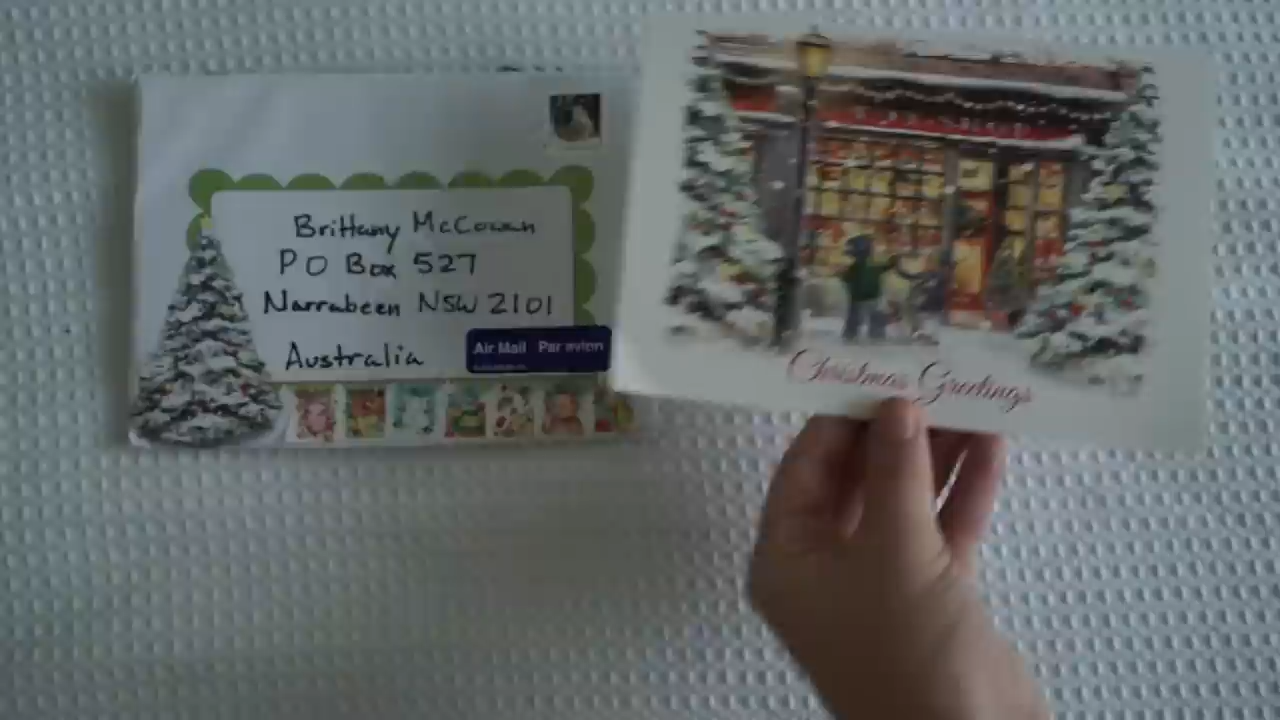 Brittany McCowan
PO Box 527
Narrabeen NSW 2101
Australia
Air Mail Par avion
Christmas Greetings